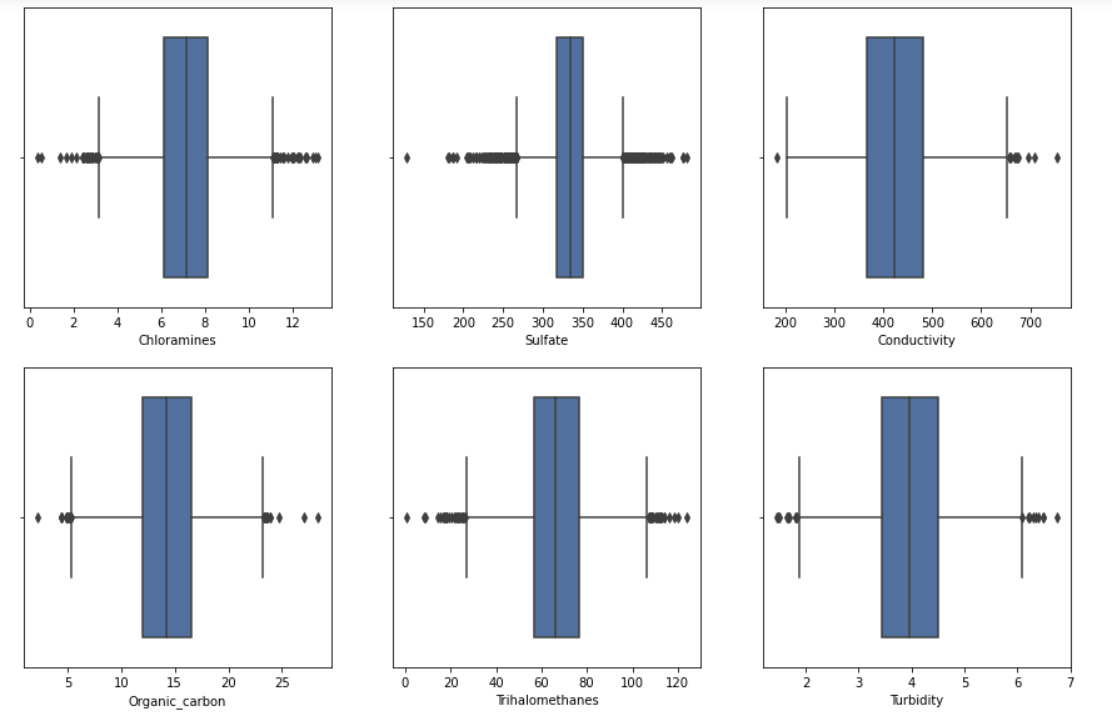 0 2 4 6 8 10 12
Chloramines
150 200 250 300 350 400 450
Sulfate
200 300 400 500 600 700
Conductivity
5 10 15 20 25
Organic_carbon
0 20 40 60 80 100 120
Trihalomethanes
2 3 4 5 6 7
Turbidity